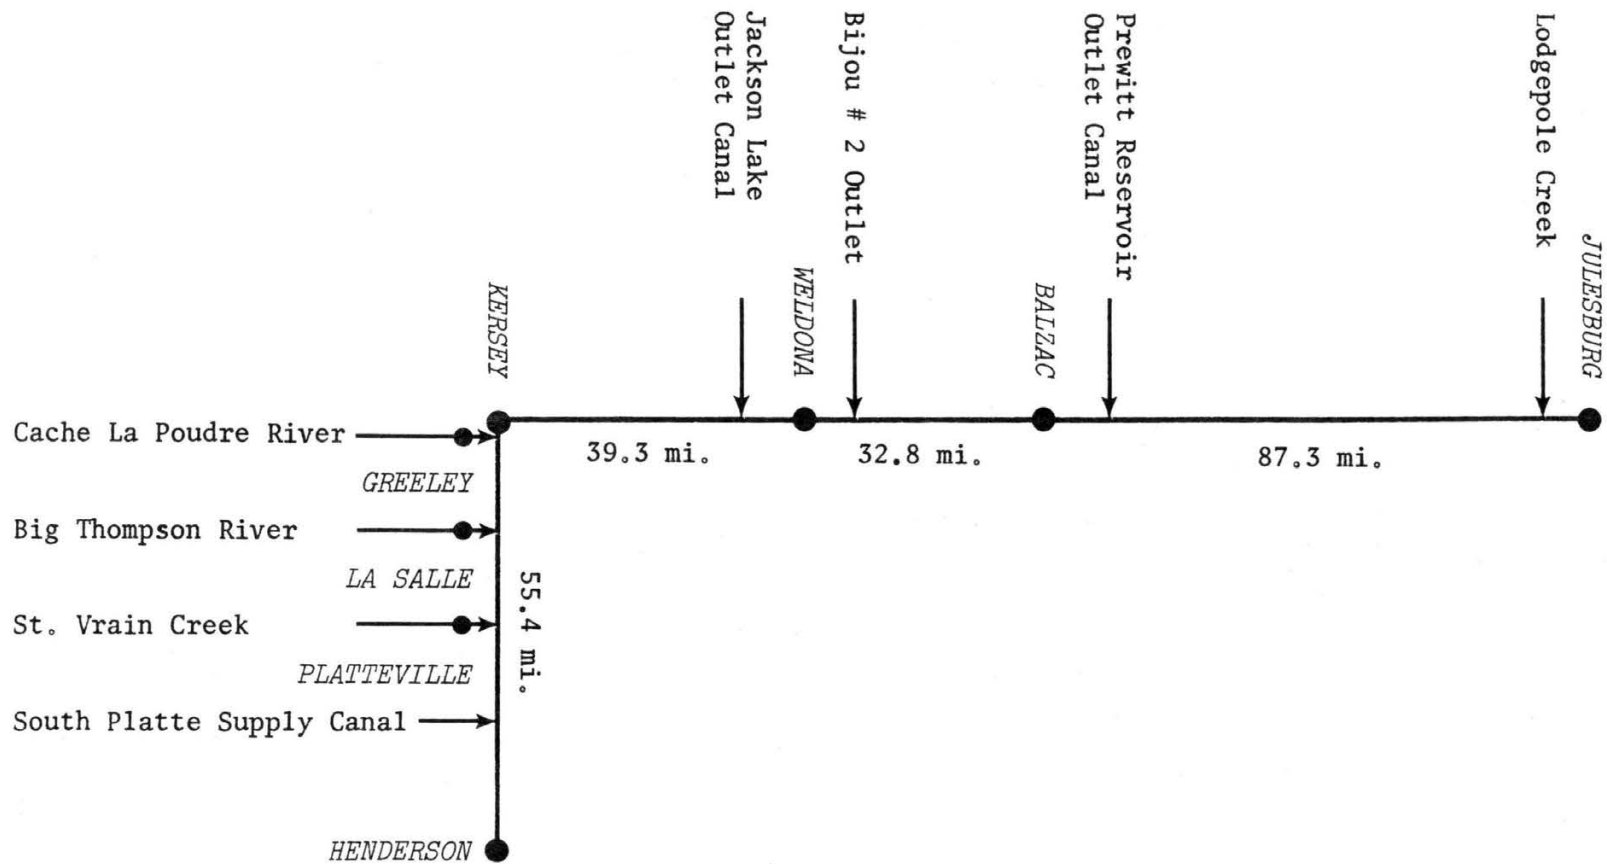 Jackson Lake
Outlet Canal
Bijou # 2 Outlet
Prewitt Reservoir
Outlet Canal
Lodgepole Creek
KERSEY
WELDONA
BALZAC
JULESBURG
39.3 mi.
32.8 mi.
87.3 mi.
Cache La Poudre River
GREELEY
Big Thompson River
LA SALLE
55.4 mi.
St. Vrain Creek
PLATTEVILLE
South Platte Supply Canal
HENDERSON